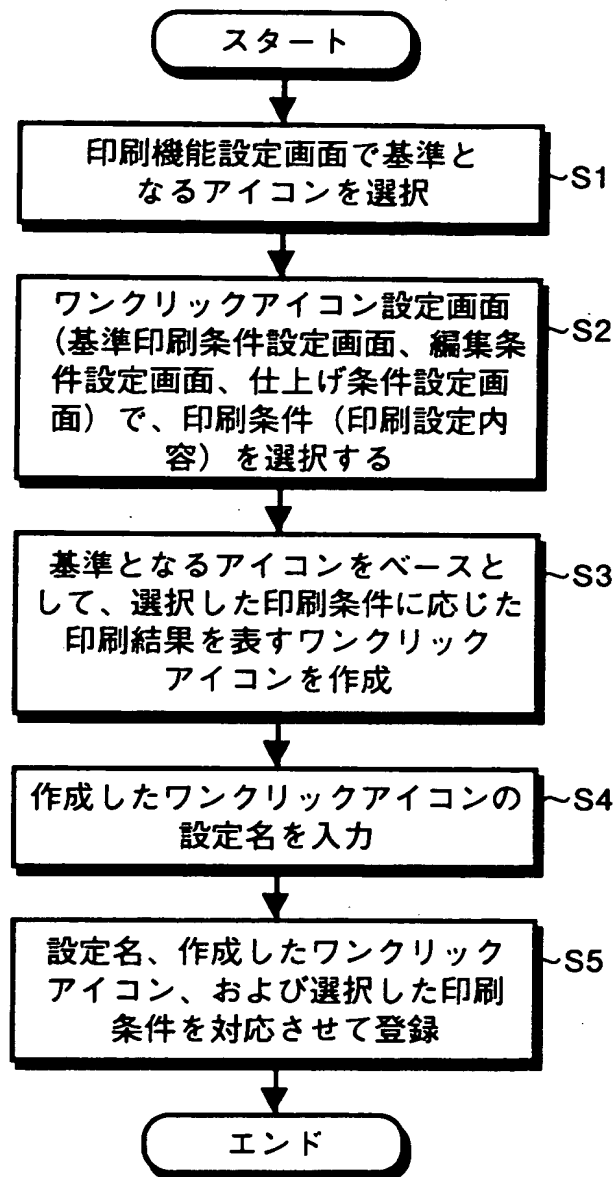 スタート
印刷機能設定画面で基準と
なるアイコンを選択
~S1
ワンクリックアイコン設定画面
(基準印刷条件設定画面、編集条
件設定画面、仕上げ条件設定画
面)で、印刷条件(印刷設定内
容)を選択する
~S2
基準となるアイコンをベースと
して、選択した印刷条件に応じた
印刷結果を表すワンクリック
アイコンを作成
~S3
作成したワンクリックアイコンの
設定名を入力
~S4
設定名、作成したワンクリック
アイコン、および選択した印刷
条件を対応させて登録
~S5
エンド